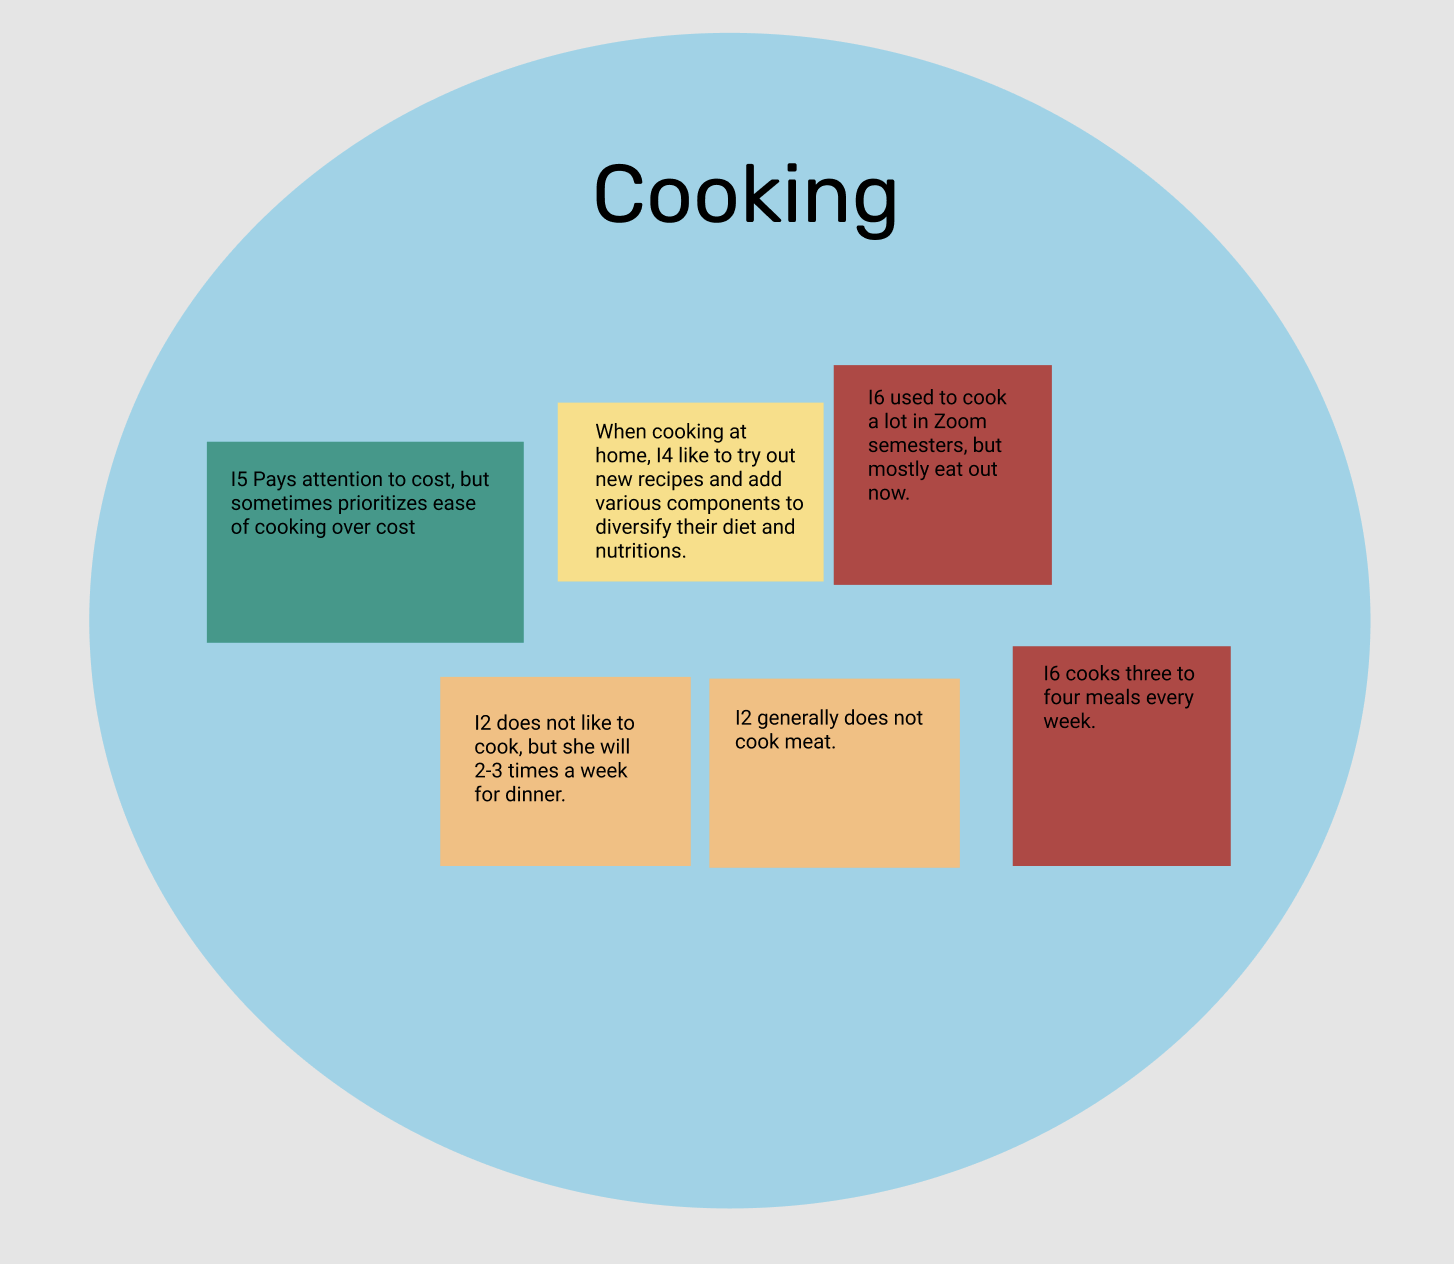 Cooking
I5 Pays attention to cost, but
sometimes prioritizes ease
of cooking over cost
When cooking at
home, I4 like to try out
new recipes and add
various components to
diversify their diet and
nutritions.
I6 used to cook
a lot in Zoom
semesters, but
mostly eat out
now.
I2 does not like to
cook, but she will
2-3 times a week
for dinner.
I2 generally does not
cook meat.
I6 cooks three to
four meals every
week.